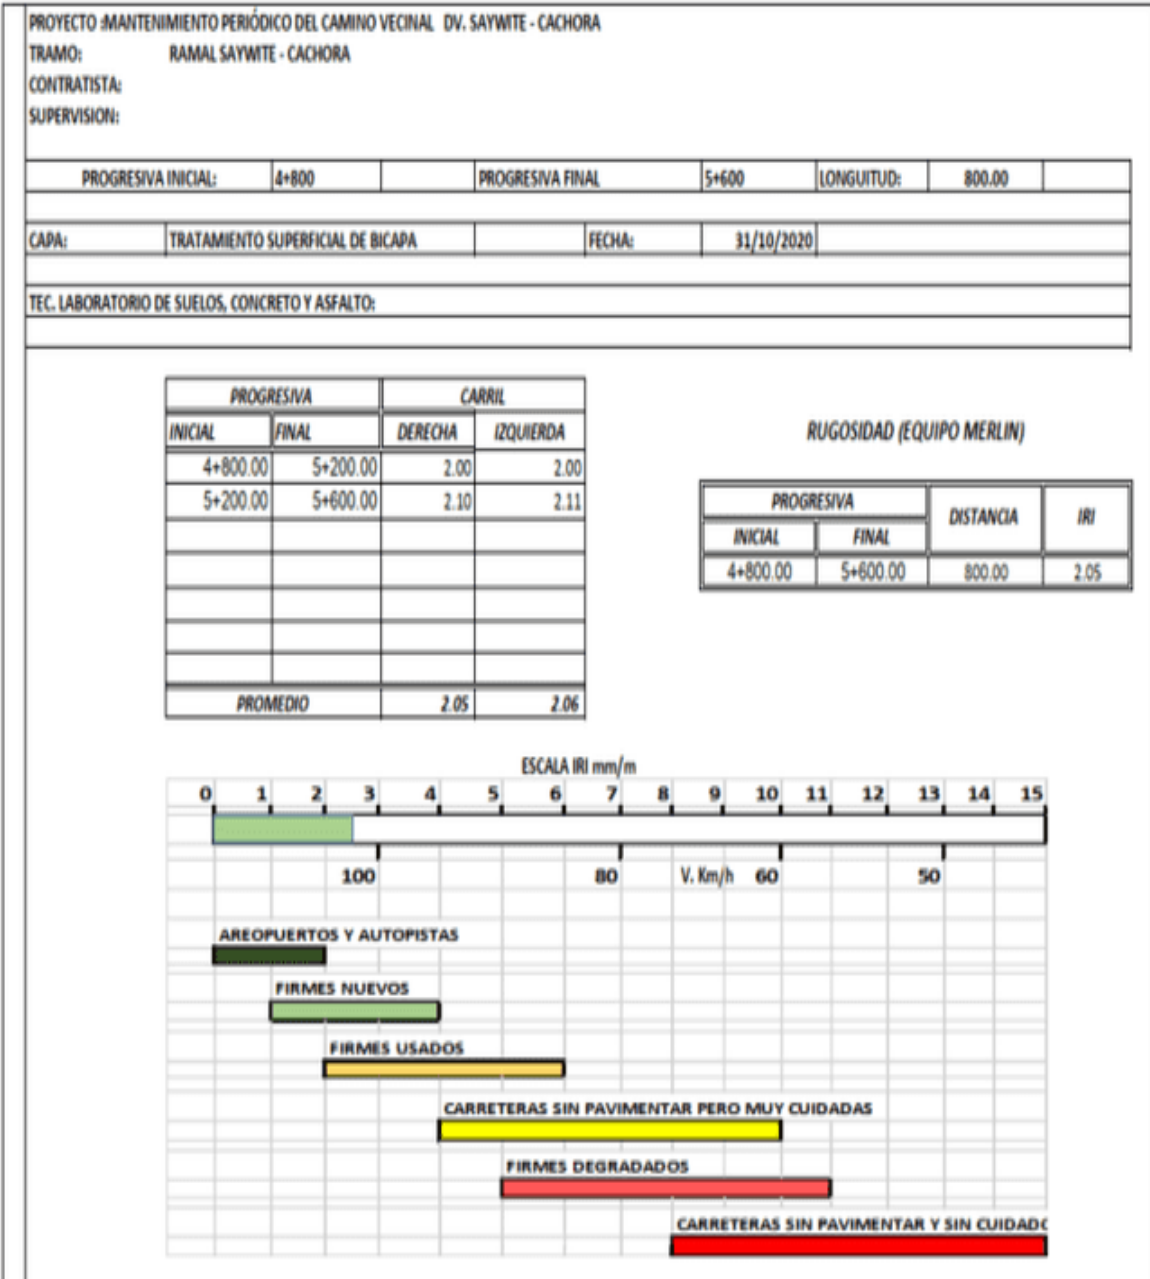 PROYECTO :MANTENIMIENTO PERIÓDICO DEL CAMINO VECINAL DV. SAYWITE - CACHORA
TRAMO: RAMAL SAYWITE - CACHORA
CONTRATISTA:
SUPERVISION:
PROGRESIVA INICIAL: 4+800 PROGRESIVA FINAL 5+600 LONGUITUD: 800.00
CAPA: TRATAMIENTO SUPERFICIAL DE BICAPA FECHA: 31/10/2020
TEC. LABORATORIO DE SUELOS, CONCRETO Y ASFALTO:
PROGRESIVA CARRIL
INICIAL FINAL DERECHA IZQUIERDA
4+800.00 5+200.00 2.00 2.00
5+200.00 5+600.00 2.10 2.11
PROMEDIO 2.05 2.06
RUGOSIDAD (EQUIPO MERLIN)
PROGRESIVA DISTANCIA IRI
INICIAL FINAL
4+800.00 5+600.00 800.00 2.05
ESCALA IRI mm/m
0 1 2 3 4 5 6 7 8 9 10 11 12 13 14 15
100 80 V. Km/h 60 50
AREOPUERTOS Y AUTOPISTAS
FIRMES NUEVOS
FIRMES USADOS
CARRETERAS SIN PAVIMENTAR PERO MUY CUIDADAS
FIRMES DEGRADADOS
CARRETERAS SIN PAVIMENTAR Y SIN CUIDADO